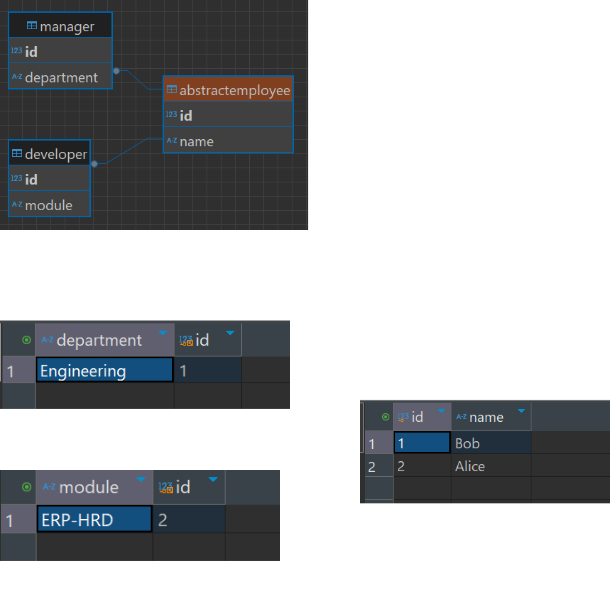 manager
123 id
A-Z department
abstractemployee
123 id
A-Z name
developer
123 id
A-Z module
A-Z department 123 id
1 Engineering 1
A-Z module 123 id
1 ERP-HRD 2
123 id A-Z name
1 1 Bob
2 2 Alice